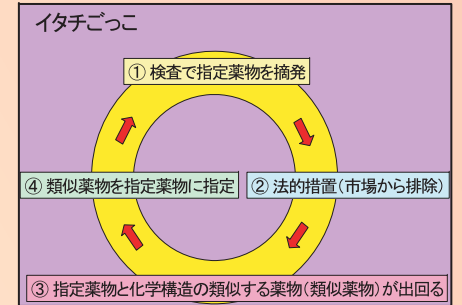 イタチごっこ
① 検査で指定薬物を摘発
② 法的措置(市場から排除)
③ 指定薬物と化学構造の類似する薬物(類似薬物)が出回る
④ 類似薬物を指定薬物に指定